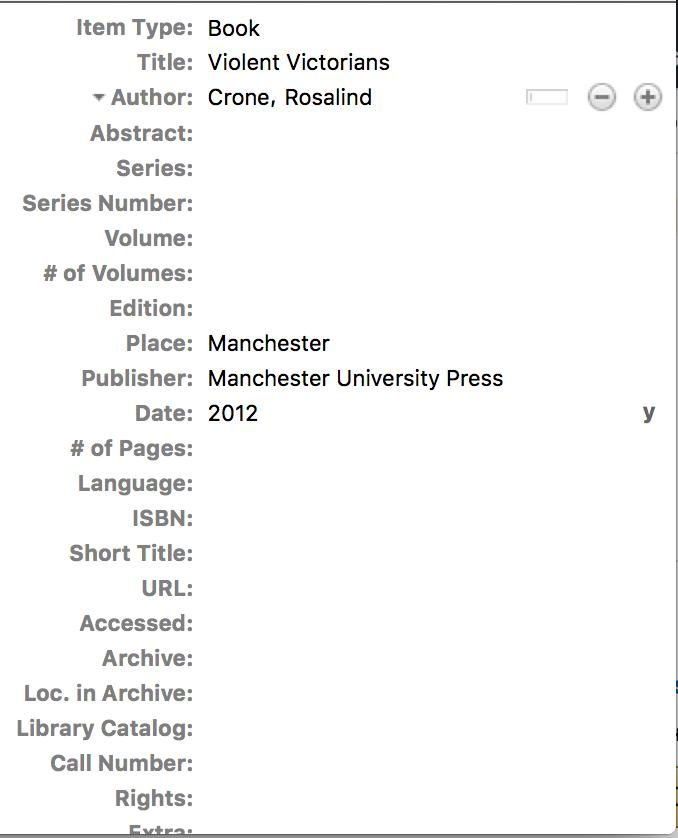 Item Type: Book
Title: Violent Victorians
Author: Crone, Rosalind
Abstract:
Series:
Series Number:
Volume:
# of Volumes:
Edition:
Place: Manchester
Publisher: Manchester University Press
Date: 2012 y
# of Pages:
Language:
ISBN:
Short Title:
URL:
Accessed:
Archive:
Loc. in Archive:
Library Catalog:
Call Number:
Rights:
Extra: